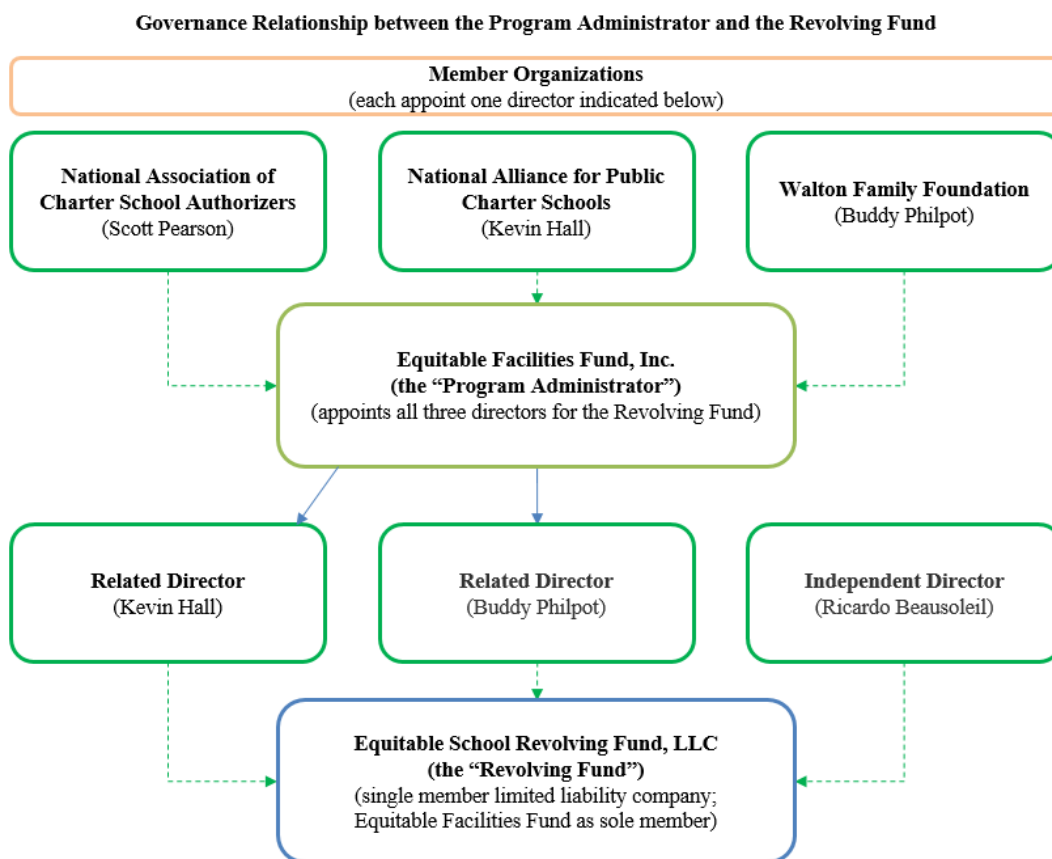 Governance Relationship between the Program Administrator and the Revolving Fund
Member Organizations
(each appoint one director indicated below)
National Association of
Charter School Authorizers
(Scott Pearson)
National Alliance for Public
Charter Schools
(Kevin Hall)
Walton Family Foundation
(Buddy Philpot)
Equitable Facilities Fund, Inc.
(the “Program Administrator”)
(appoints all three directors for the Revolving Fund)
Related Director
(Kevin Hall)
Related Director
(Buddy Philpot)
Independent Director
(Ricardo Beausoleil)
Equitable School Revolving Fund, LLC
(the “Revolving Fund”)
(single member limited liability company;
Equitable Facilities Fund as sole member)